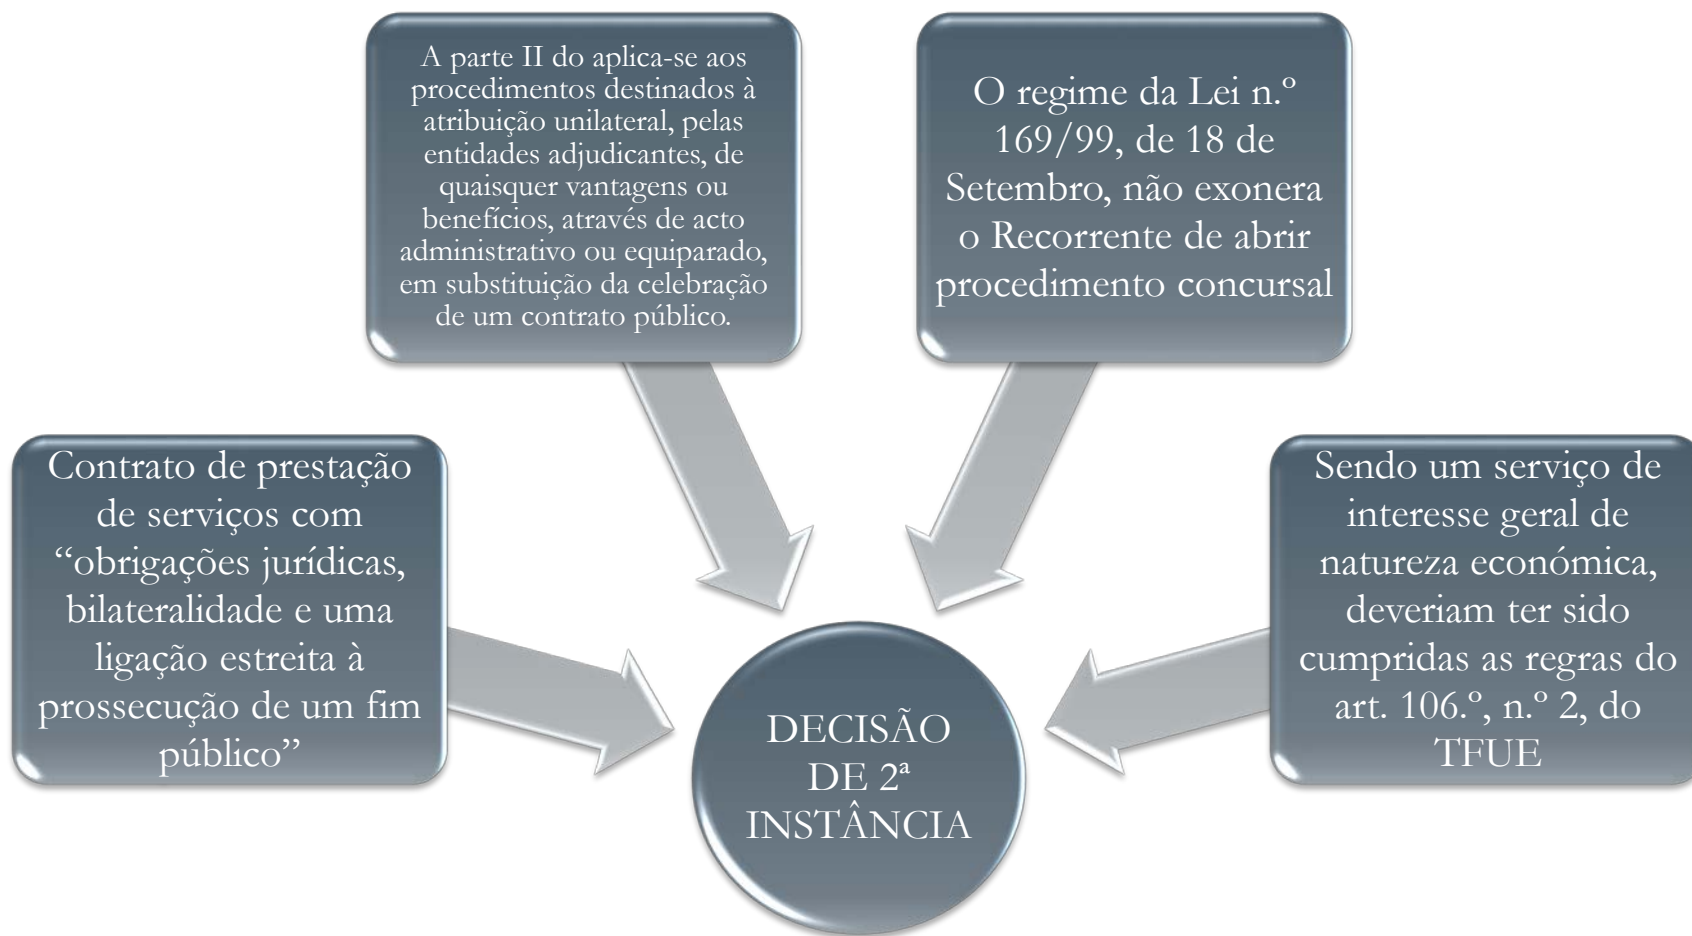 A parte II do aplica-se aos
procedimentos destinados à
atribuição unilateral, pelas
entidades adjudicantes, de
quaisquer vantagens ou
benefícios, através de acto
administrativo ou equiparado,
em substituição da celebração
de um contrato público.
O regime da Lei n.º
169/99, de 18 de
Setembro, não exonera
o Recorrente de abrir
procedimento concursal
Contrato de prestação
de serviços com
“obrigações jurídicas,
bilateralidade e uma
ligação estreita à
prossecução de um fim
público”
Sendo um serviço de
interesse geral de
natureza económica,
deveriam ter sido
cumpridas as regras do
art. 106.º, n.º 2, do
TFUE
DECISÃO
DE 2ª
INSTÂNCIA